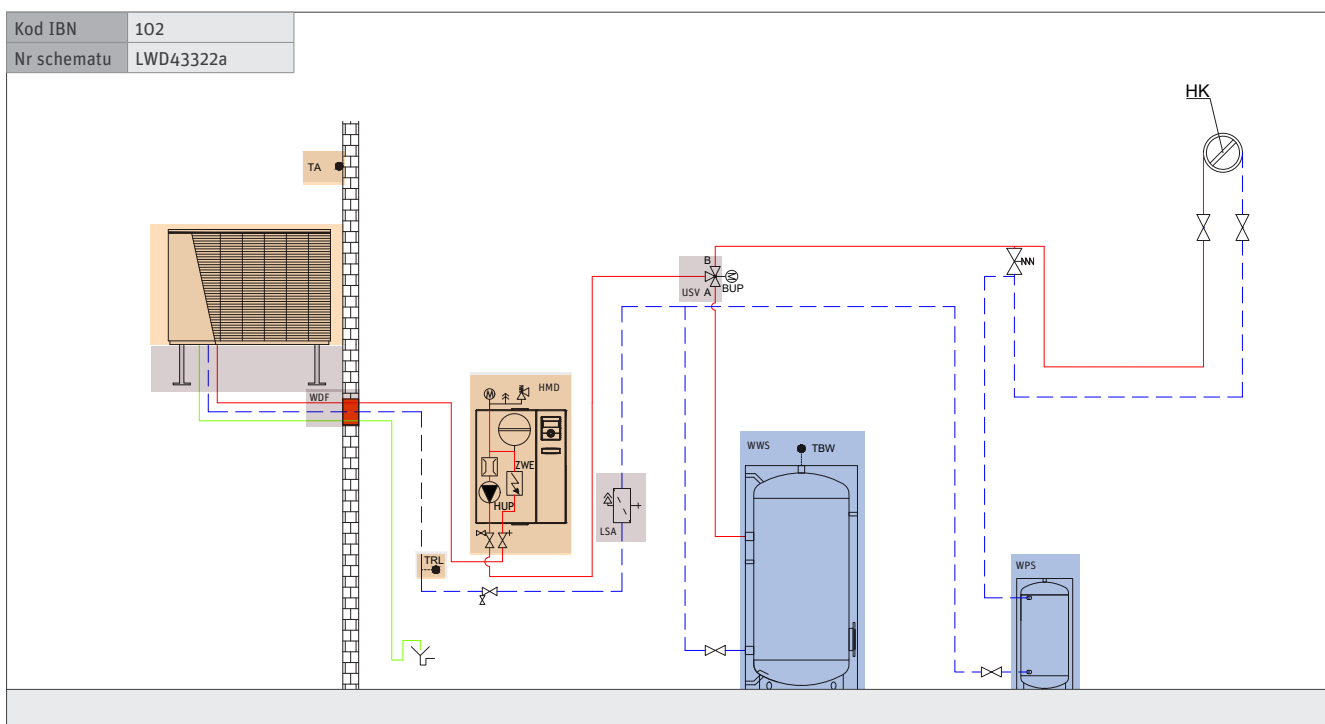 Kod IBN 102
Nr schematu LWD43322a
HK
TA
B
USV A BUP
WDF
M HMD
ZWE
HUP
LSA
TRL
WWS TBW
WPS